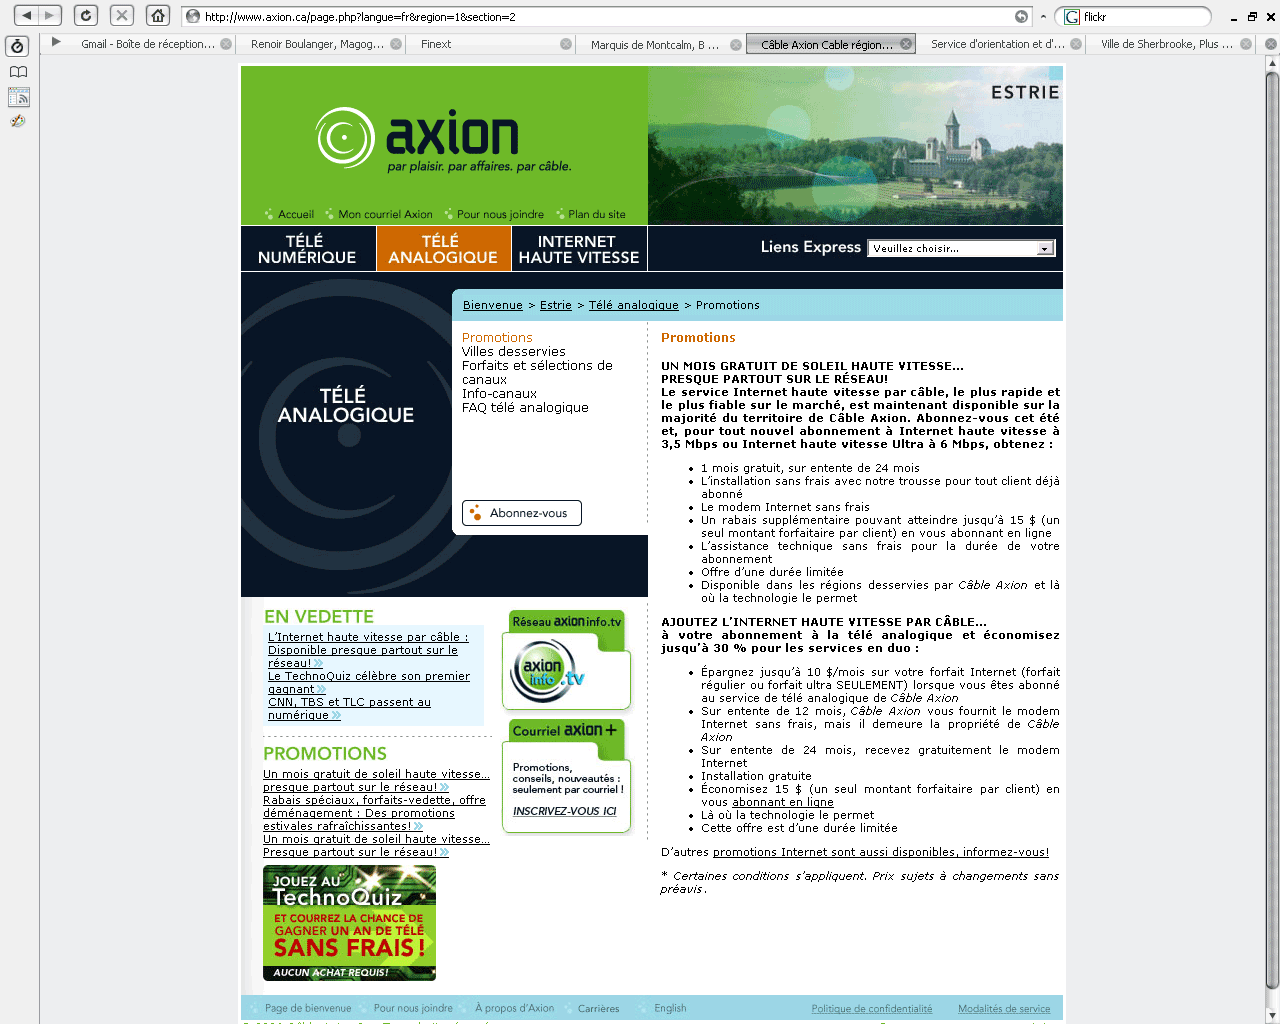 http://www.axion.ca/page.php?langue=fr&region=1&section=2
flickr
Gmail - Boîte de réception...
Renoir Boulanger, Magog,...
Finext
Marquis de Montcalm, B ...
Câble Axion Cable région...
Service d'orientation et d'...
Ville de Sherbrooke, Plus ...
ESTRIE
axion
par plaisir. par affaires. par câble.
Accueil
Mon courriel Axion
Pour nous joindre
Plan du site
TÉLÉ
NUMÉRIQUE
TÉLÉ
ANALOGIQUE
INTERNET
HAUTE VITESSE
Liens Express
Veuillez choisir...
TÉLÉ
ANALOGIQUE
Bienvenue > Estrie > Télé analogique > Promotions
Promotions
Villes desservies
Forfaits et sélections de
canaux
Info-canaux
FAQ télé analogique
Abonnez-vous
Promotions
UN MOIS GRATUIT DE SOLEIL HAUTE VITESSE...
PRESQUE PARTOUT SUR LE RÉSEAU!
Le service Internet haute vitesse par câble, le plus rapide et
le plus fiable sur le marché, est maintenant disponible sur la
majorité du territoire de Câble Axion. Abonnez-vous cet été
et, pour tout nouvel abonnement à Internet haute vitesse à
3,5 Mbps ou Internet haute vitesse Ultra à 6 Mbps, obtenez :
• 1 mois gratuit, sur entente de 24 mois
• L'installation sans frais avec notre trousse pour tout client déjà
abonné
• Le modem Internet sans frais
• Un rabais supplémentaire pouvant atteindre jusqu'à 15 $ (un
seul montant forfaitaire par client) en vous abonnant en ligne
• L'assistance technique sans frais pour la durée de votre
abonnement
• Offre d'une durée limitée
• Disponible dans les régions desservies par Câble Axion et là
où la technologie le permet
AJOUTEZ L'INTERNET HAUTE VITESSE PAR CÂBLE...
à votre abonnement à la télé analogique et économisez
jusqu'à 30 % pour les services en duo :
• Épargnez jusqu'à 10 $/mois sur votre forfait Internet (forfait
régulier ou forfait ultra SEULEMENT) lorsque vous êtes abonné
au service de télé analogique de Câble Axion
• Sur entente de 12 mois, Câble Axion vous fournit le modem
Internet sans frais, mais il demeure la propriété de Câble
Axion
• Sur entente de 24 mois, recevez gratuitement le modem
Internet
• Installation gratuite
• Économisez 15 $ (un seul montant forfaitaire par client) en
vous abonnant en ligne
• Là où la technologie le permet
• Cette offre est d'une durée limitée
D'autres promotions Internet sont aussi disponibles, informez-vous!
* Certaines conditions s'appliquent. Prix sujets à changements sans
préavis.
EN VEDETTE
L'Internet haute vitesse par câble :
Disponible presque partout sur le
réseau! »
Le TechnoQuiz célèbre son premier
gagnant »
CNN, TBS et TLC passent au
numérique »
PROMOTIONS
Un mois gratuit de soleil haute vitesse...
presque partout sur le réseau! »
Rabais spéciaux, forfaits-vedette, offre
déménagement : Des promotions
estivales rafraîchissantes! »
Un mois gratuit de soleil haute vitesse...
Presque partout sur le réseau! »
Réseau axioninfo.tv
axion
info.tv
Courriel axion+
Promotions,
conseils, nouveautés :
seulement par courriel !
INSCRIVEZ-VOUS ICI
JOUEZ AU
TechnoQuiz
ET COURREZ LA CHANCE DE
GAGNER UN AN DE TÉLÉ
SANS FRAIS !
AUCUN ACHAT REQUIS!
Page de bienvenue
Pour nous joindre
À propos d'Axion
Carrières
English
Politique de confidentialité
Modalités de service